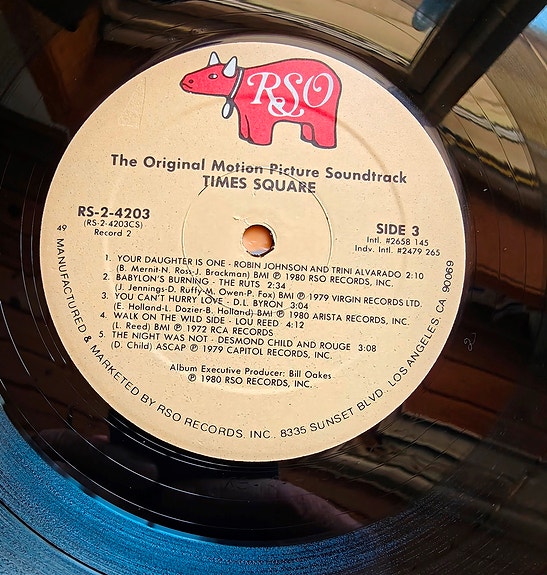 RSO
The Original Motion Picture Soundtrack
TIMES SQUARE
RS-2-4203
(RS-2-4203CS)
Record 2
SIDE 3
Intl. #2658 145
Indv. Intl. #2479 265
1. YOUR DAUGHTER IS ONE - ROBIN JOHNSON AND TRINI ALVARADO 2:10
(B. Mernit-N. Ross-J. Brackman) BMI ℗ 1980 RSO RECORDS, INC.
2. BABYLON'S BURNING - THE RUTS 2:34
(J. Jennings-D. Ruffy-M. Owen-P. Fox) BMI ℗ 1979 VIRGIN RECORDS LTD.
3. YOU CAN'T HURRY LOVE - D.L. BYRON 3:04
(E. Holland-L. Dozier-B. Holland) BMI ℗ 1980 ARISTA RECORDS, INC.
4. WALK ON THE WILD SIDE - LOU REED 4:12
(L. Reed) BMI ℗ 1972 RCA RECORDS
5. THE NIGHT WAS NOT - DESMOND CHILD AND ROUGE 3:08
(D. Child) ASCAP ℗ 1979 CAPITOL RECORDS, INC.
Album Executive Producer: Bill Oakes
℗ 1980 RSO RECORDS, INC.
49 MANUFACTURED & MARKETED BY RSO RECORDS, INC., 8335 SUNSET BLVD. LOS ANGELES, CA 90069